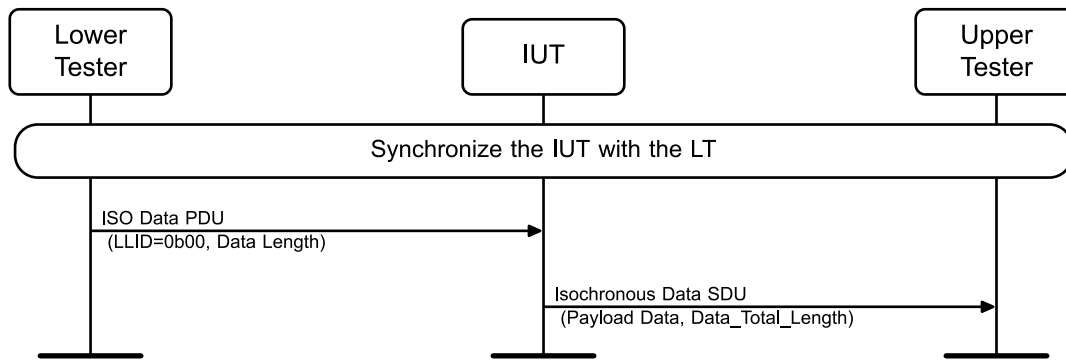 Lower
Tester
IUT
Upper
Tester
Synchronize the IUT with the LT
ISO Data PDU
(LLID=0b00, Data Length)
Isochronous Data SDU
(Payload Data, Data_Total_Length)